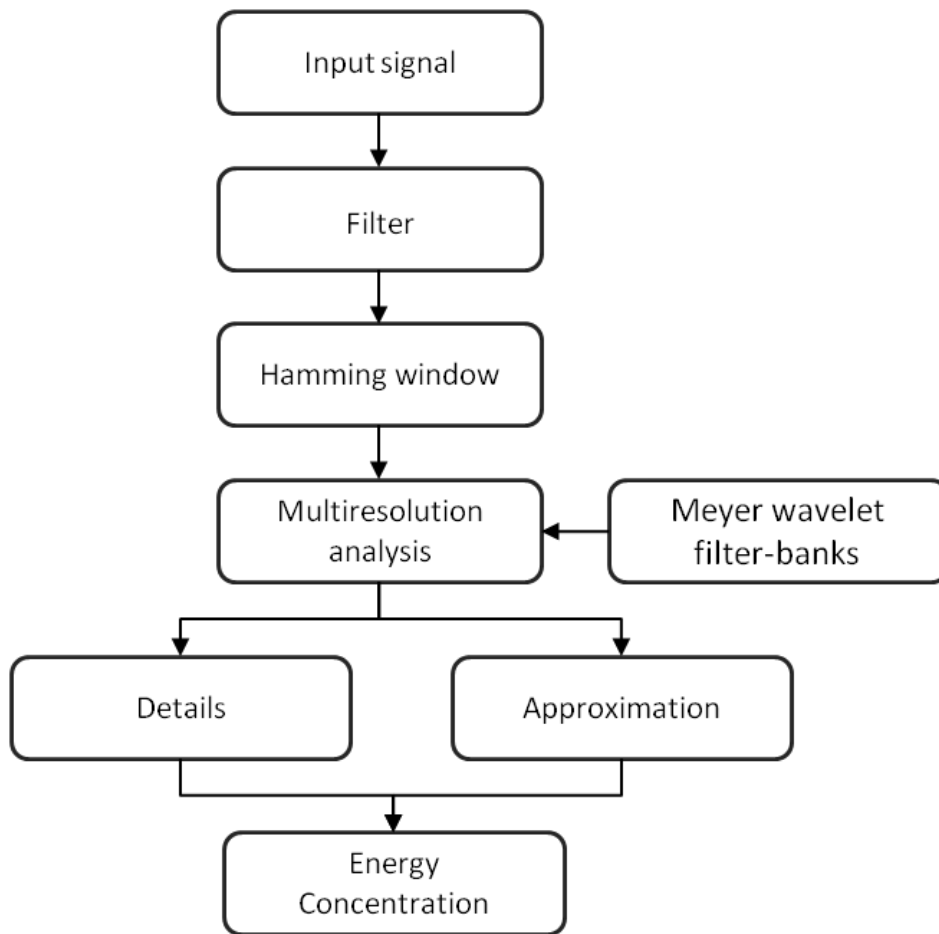 Input signal
Filter
Hamming window
Multiresolution
analysis
Meyer wavelet
filter-banks
Details
Approximation
Energy
Concentration